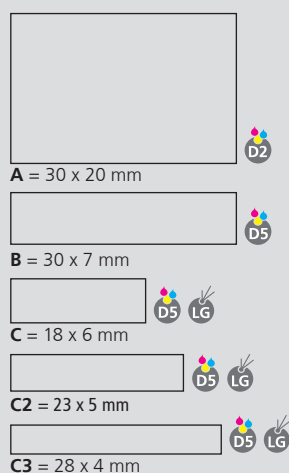 D2
A = 30 x 20 mm
D5
B = 30 x 7 mm
D5 LG
C = 18 x 6 mm
D5 LG
C2 = 23 x 5 mm
D5 LG
C3 = 28 x 4 mm